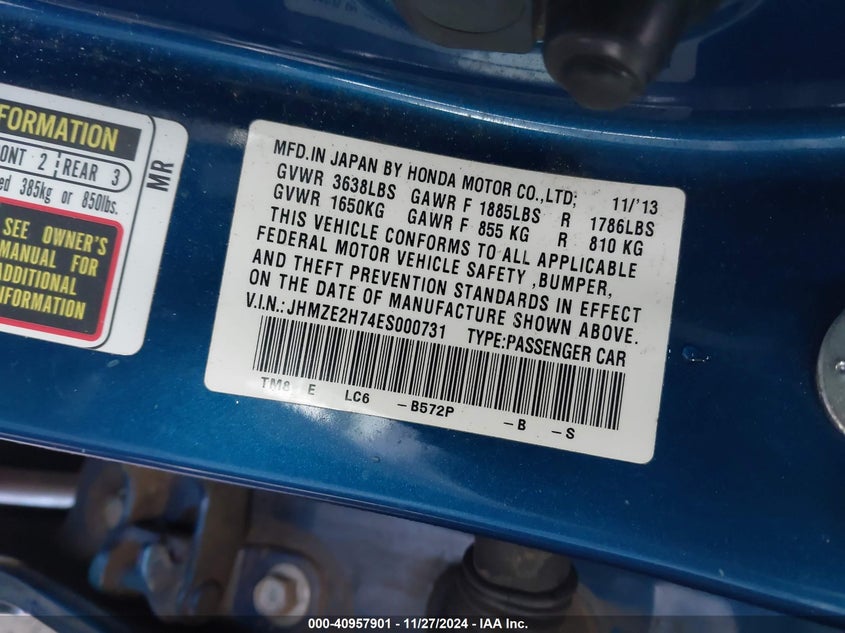 FORMATION
ONT 2 REAR 3
ed 385kg or 850lbs.
SEE OWNER'S
MANUAL FOR
ADDITIONAL
INFORMATION
MR
MFD.IN JAPAN BY HONDA MOTOR CO.,LTD; 11/'13
GVWR 3638LBS GAWR F 1885LBS R 1786LBS
GVWR 1650KG GAWR F 855 KG R 810 KG
THIS VEHICLE CONFORMS TO ALL APPLICABLE
FEDERAL MOTOR VEHICLE SAFETY ,BUMPER,
AND THEFT PREVENTION STANDARDS IN EFFECT
ON THE DATE OF MANUFACTURE SHOWN ABOVE.
V.I.N.:JHMZE2H74ES000731 TYPE:PASSENGER CAR
TM8 E LC6 -B572P -B -S
000-40957901 - 11/27/2024 - IAA Inc.